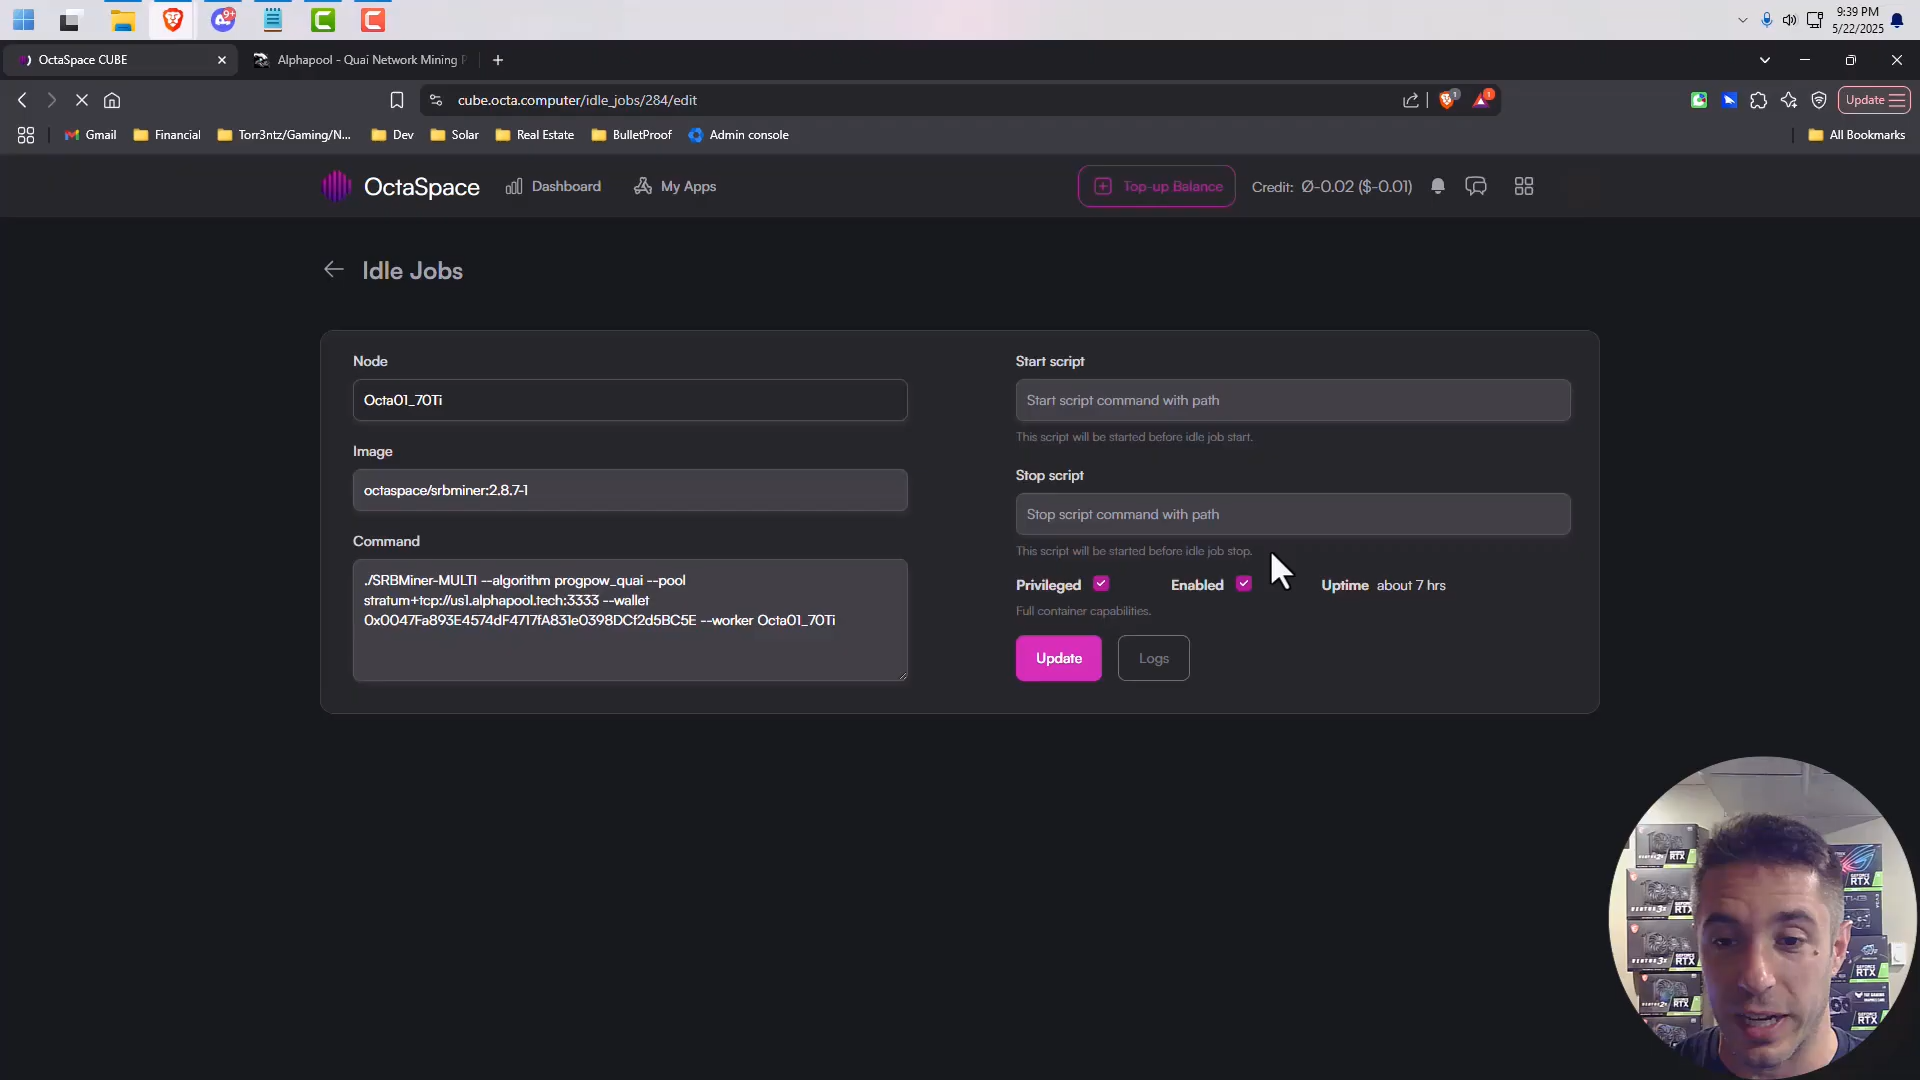 9:39 PM
5/22/2025
OctaSpace CUBE
Alphapool - Quai Network Mining P
cube.octa.computer/idle_jobs/284/edit
Update
Gmail
Financial
Torr3ntz/Gaming/N...
Dev
Solar
Real Estate
BulletProof
Admin console
All Bookmarks
OctaSpace
Dashboard
My Apps
Top-up Balance
Credit: Ø-0.02 ($-0.01)
Idle Jobs
Node
Octa01_70Ti
Image
octaspace/srbminer:2.8.7-1
Command
./SRBMiner-MULTI --algorithm progpow_quai --pool
stratum+tcp://us1.alphapool.tech:3333 --wallet
0x0047Fa893E4574dF4717fA831e0398DCf2d5BC5E --worker Octa01_70Ti
Start script
Start script command with path
This script will be started before idle job start.
Stop script
Stop script command with path
This script will be started before idle job stop.
Privileged
Enabled
Uptime about 7 hrs
Full container capabilities.
Update
Logs